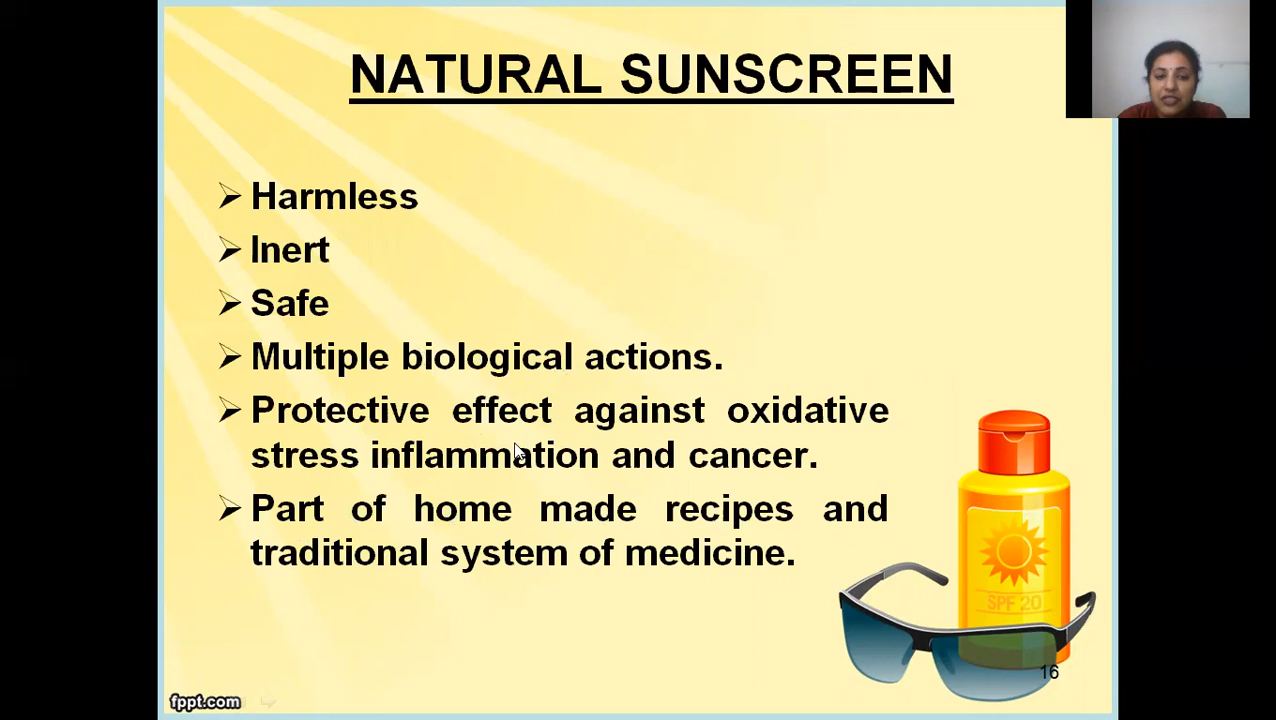 NATURAL SUNSCREEN
Harmless
Inert
Safe
Multiple biological actions.
Protective effect against oxidative
stress inflammation and cancer.
Part of home made recipes and
traditional system of medicine.
SPF 20
16
fppt.com